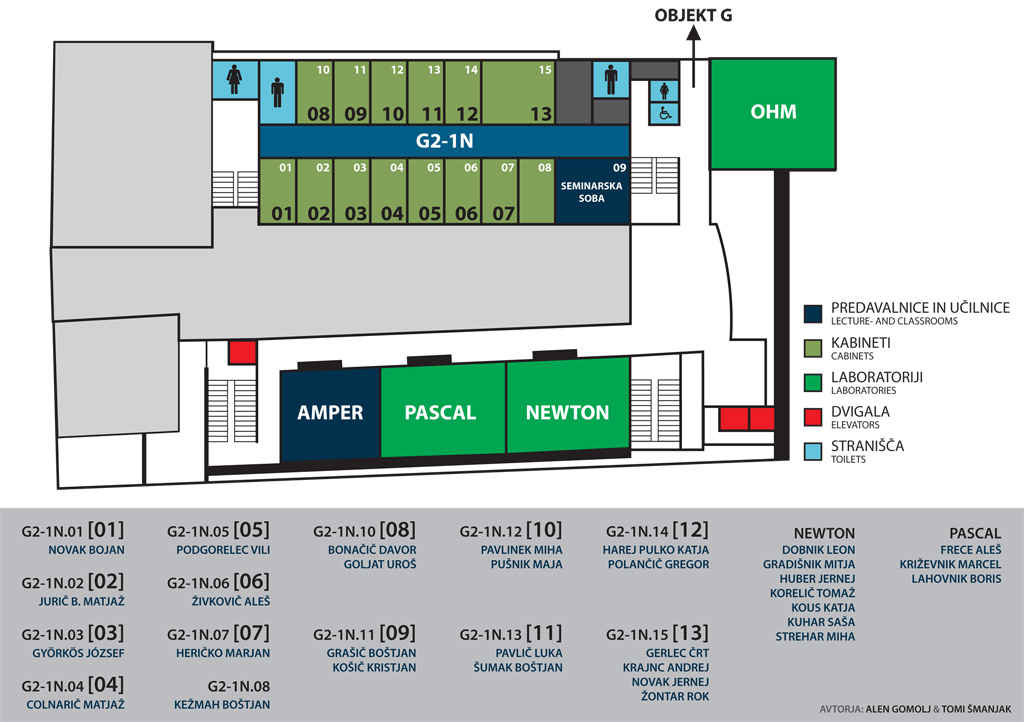 OBJEKT G
10
11
12
13
14
15
08
09
10
11
12
13
OHM
G2-1N
01
02
03
04
05
06
07
08
09
SEMINARSKA
SOBA
01
02
03
04
05
06
07
PREDAVALNICE IN UČILNICE
LECTURE- AND CLASSROOMS
KABINETI
CABINETS
LABORATORIJI
LABORATORIES
DVIGALA
ELEVATORS
STRANIŠČA
TOILETS
AMPER
PASCAL
NEWTON
G2-1N.01 [01]
NOVAK BOJAN
G2-1N.02 [02]
JURIČ B. MATJAŽ
G2-1N.03 [03]
GYÖRKÖS JÓZSEF
G2-1N.04 [04]
COLNARIČ MATJAŽ
G2-1N.05 [05]
PODGORELEC VILI
G2-1N.06 [06]
ŽIVKOVIČ ALEŠ
G2-1N.07 [07]
HERIČKO MARJAN
G2-1N.08
KEŽMAH BOŠTJAN
G2-1N.10 [08]
BONAČIČ DAVOR
GOLJAT UROŠ
G2-1N.11 [09]
GRAŠIČ BOŠTJAN
KOŠIČ KRISTJAN
G2-1N.12 [10]
PAVLINEK MIHA
PUŠNIK MAJA
G2-1N.13 [11]
PAVLIČ LUKA
ŠUMAK BOŠTJAN
G2-1N.14 [12]
HAREJ PULKO KATJA
POLANČIČ GREGOR
G2-1N.15 [13]
GERLEC ČRT
KRAJNC ANDREJ
NOVAK JERNEJ
ŽONTAR ROK
NEWTON
DOBNIK LEON
GRADIŠNIK MITJA
HUBER JERNEJ
KORELIČ TOMAŽ
KOUS KATJA
KUHAR SAŠA
STREHAR MIHA
PASCAL
FRECE ALEŠ
KRIŽEVNIK MARCEL
LAHOVNIK BORIS
AVTORJA: ALEN GOMOLJ & TOMI ŠMANJAK